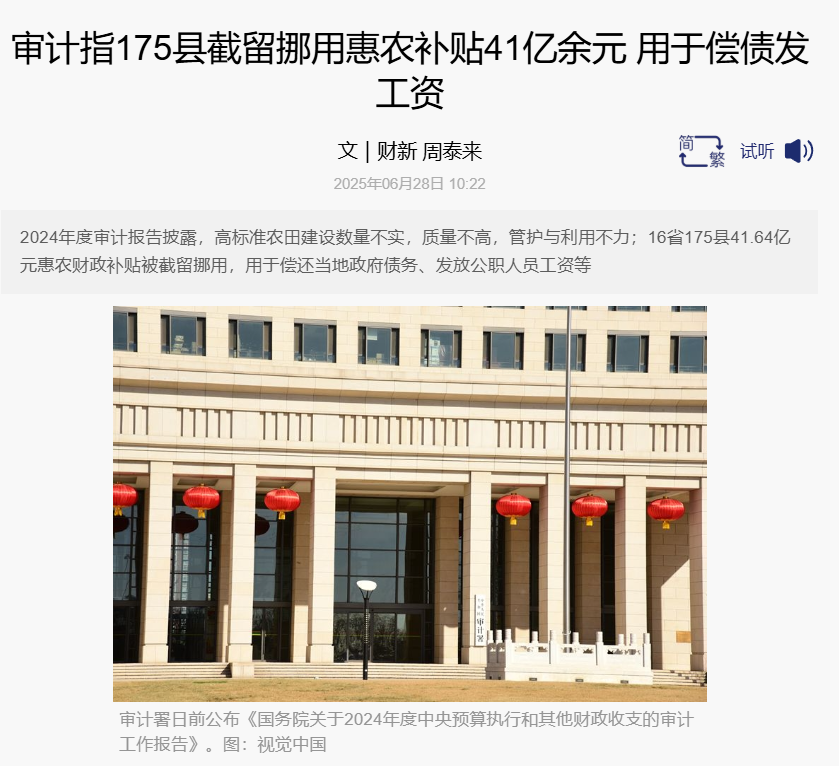 审计指175县截留挪用惠农补贴41亿余元 用于偿债发
工资
文｜财新 周泰来
简
繁
试听
2025年06月28日 10:22
2024年度审计报告披露，高标准农田建设数量不实，质量不高，管护与利用不力；16省175县41.64亿
元惠农财政补贴被截留挪用，用于偿还当地政府债务、发放公职人员工资等
审计署
审计署日前公布《国务院关于2024年度中央预算执行和其他财政收支的审计
工作报告》。图：视觉中国